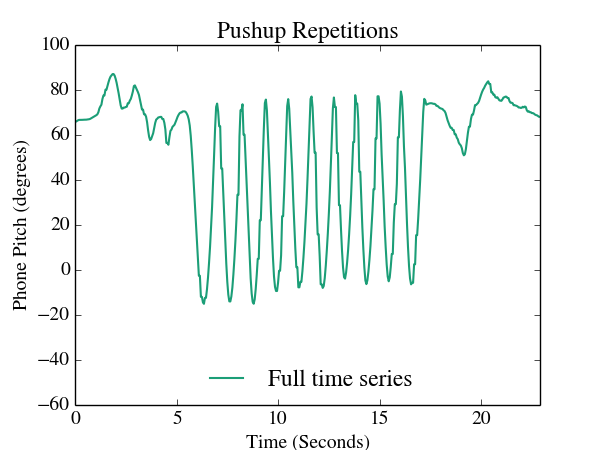 Pushup Repetitions
100
80
60
40
20
0
−20
−40
−60
Phone Pitch (degrees)
Full time series
0 5 10 15 20
Time (Seconds)